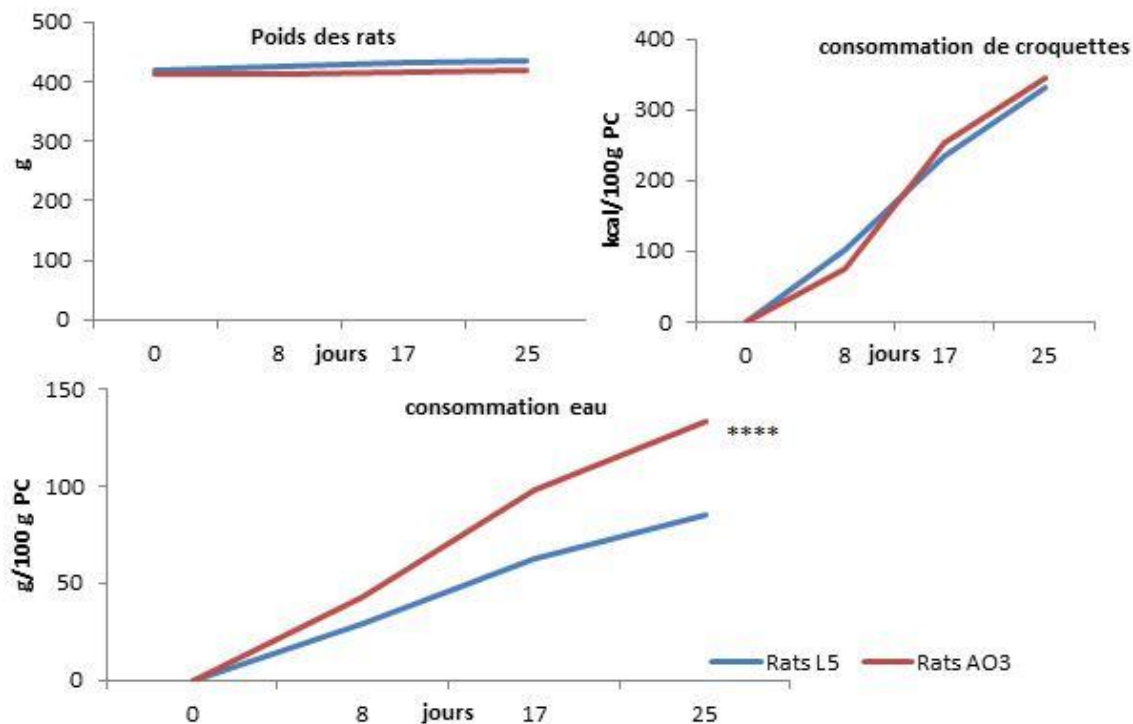 Poids des rats
500
400
300
200
100
0
g
0 8 jours 17 25
consommation de croquettes
400
300
200
100
0
kcal/100g PC
0 8 jours 17 25
consommation eau
150
100
50
0
g/100 g PC
****
0 8 jours 17 25
Rats L5 Rats AO3